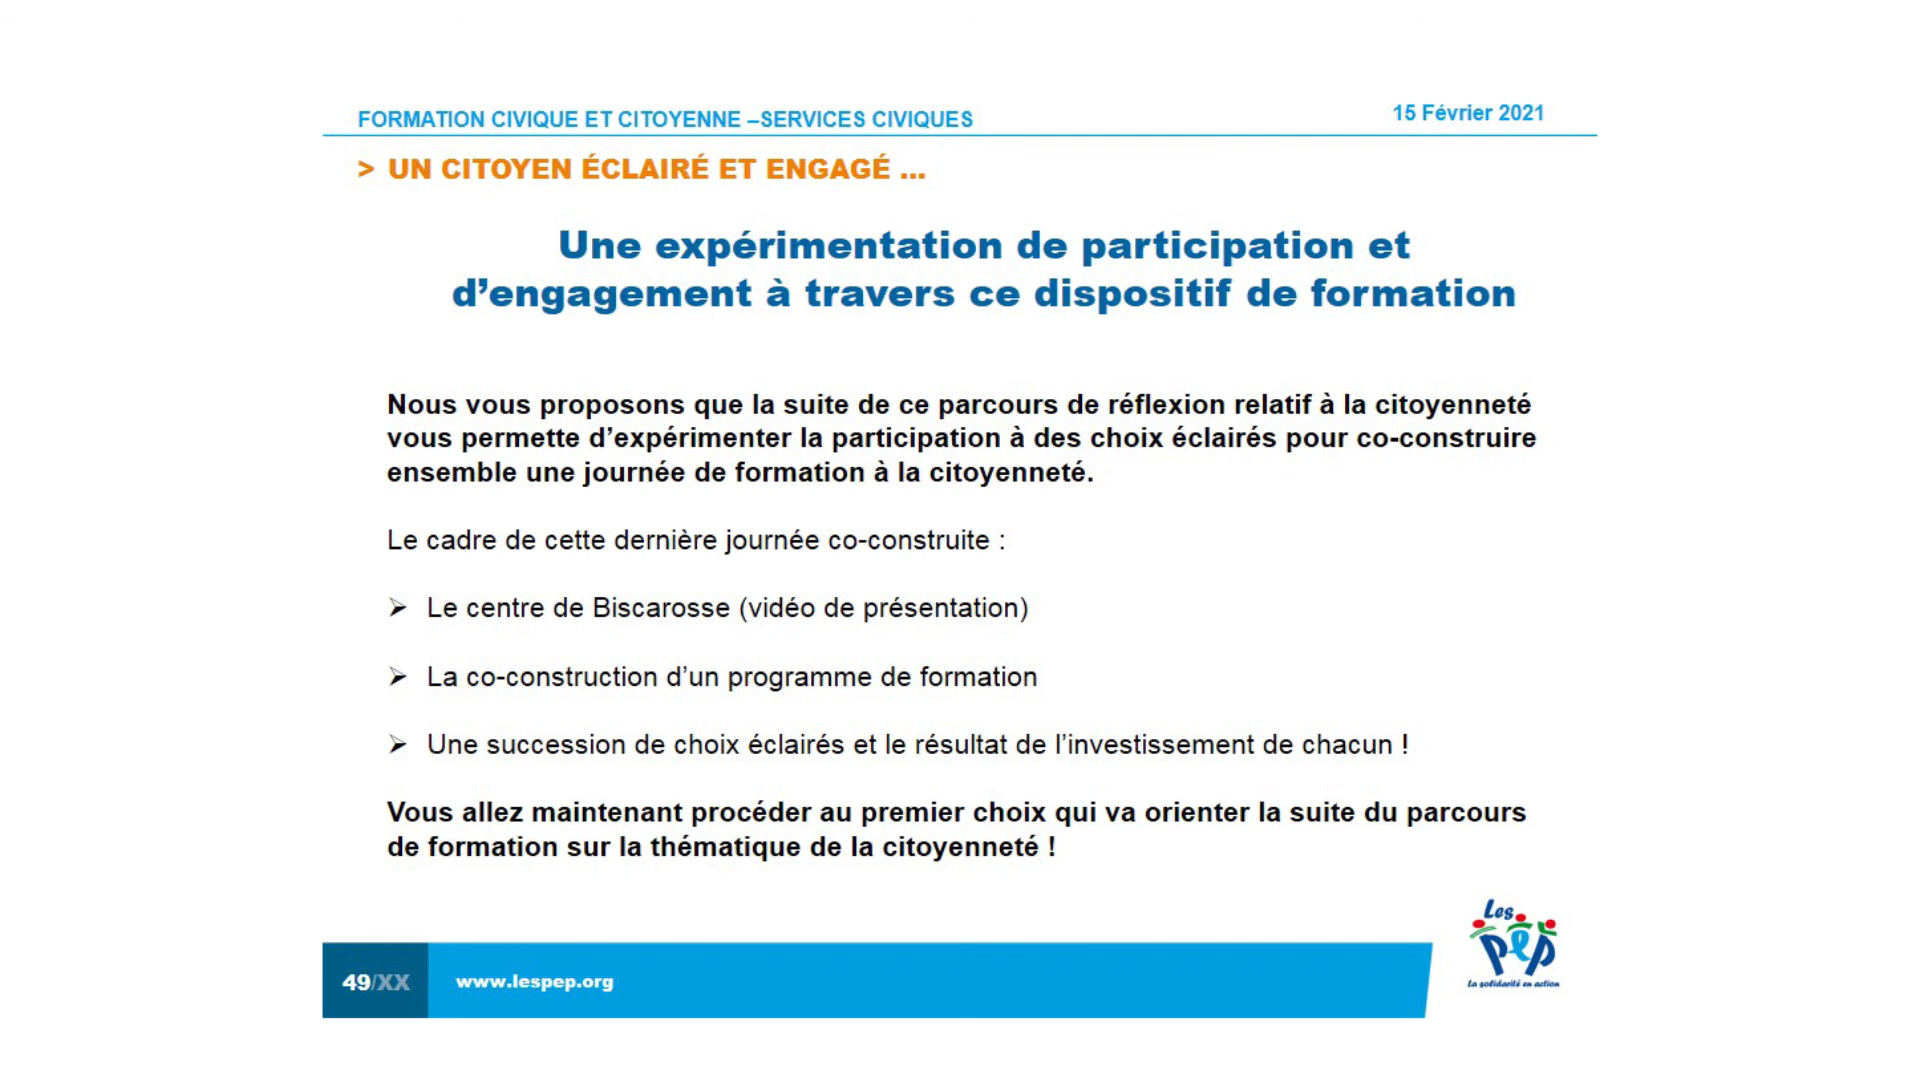 FORMATION CIVIQUE ET CITOYENNE –SERVICES CIVIQUES
15 Février 2021
> UN CITOYEN ÉCLAIRÉ ET ENGAGÉ ...
Une expérimentation de participation et
d’engagement à travers ce dispositif de formation
Nous vous proposons que la suite de ce parcours de réflexion relatif à la citoyenneté
vous permette d’expérimenter la participation à des choix éclairés pour co-construire
ensemble une journée de formation à la citoyenneté.
Le cadre de cette dernière journée co-construite :
➢ Le centre de Biscarosse (vidéo de présentation)
➢ La co-construction d’un programme de formation
➢ Une succession de choix éclairés et le résultat de l’investissement de chacun !
Vous allez maintenant procéder au premier choix qui va orienter la suite du parcours
de formation sur la thématique de la citoyenneté !
Les
PEP
La solidarité en action
49/XX
www.lespep.org